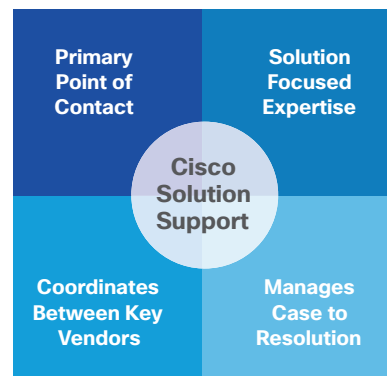 Primary
Point of
Contact
Solution
Focused
Expertise
Cisco
Solution
Support
Coordinates
Between Key
Vendors
Manages
Case to
Resolution